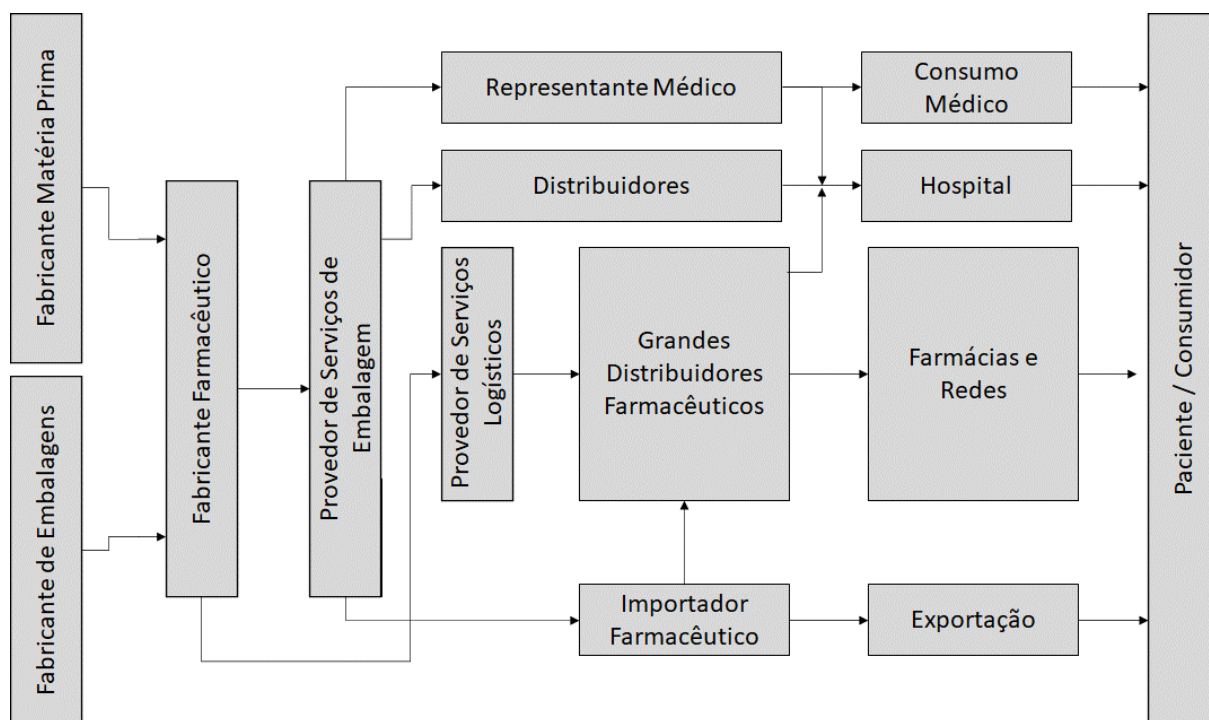 Fabricante Matéria Prima
Fabricante de Embalagens
Fabricante Farmacêutico
Provedor de Serviços de
Embalagem
Representante Médico
Consumo
Médico
Distribuidores
Hospital
Provedor de Serviços
Logísticos
Grandes
Distribuidores
Farmacêuticos
Farmácias e
Redes
Importador
Farmacêutico
Exportação
Paciente / Consumidor